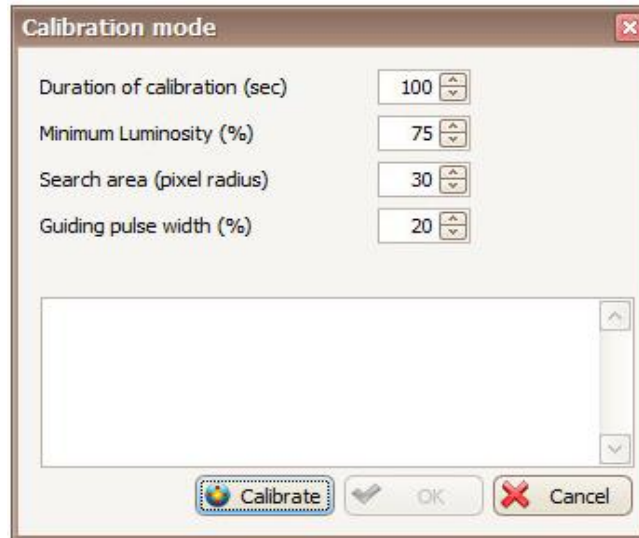 Calibration mode
Duration of calibration (sec) 100
Minimum Luminosity (%) 75
Search area (pixel radius) 30
Guiding pulse width (%) 20
Calibrate OK Cancel